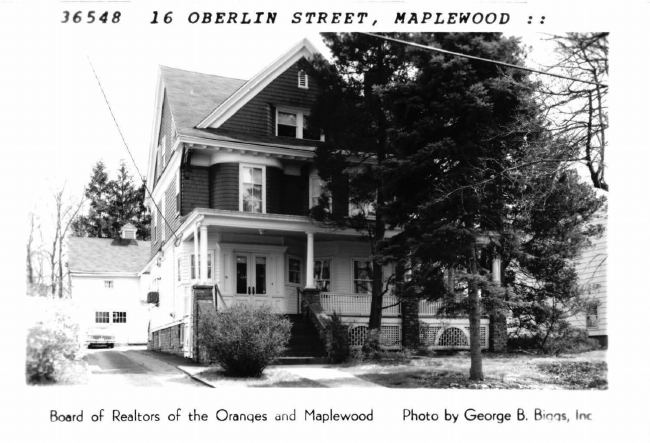 36548 16 OBERLIN STREET, MAPLEWOOD ::
Board of Realtors of the Oranges and Maplewood Photo by George B. Biggs, Inc